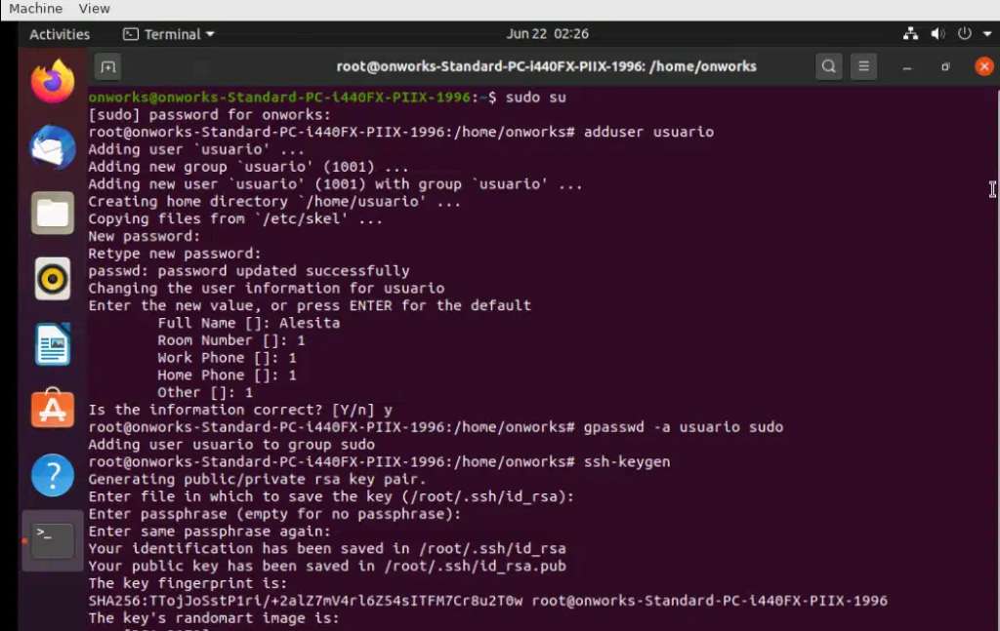 Machine View
Activities Terminal Jun 22 02:26
root@onworks-Standard-PC-i440FX-PIIX-1996: /home/onworks
onworks@onworks-Standard-PC-i440FX-PIIX-1996:~$ sudo su
[sudo] password for onworks:
root@onworks-Standard-PC-i440FX-PIIX-1996:/home/onworks# adduser usuario
Adding user `usuario' ...
Adding new group `usuario' (1001) ...
Adding new user `usuario' (1001) with group `usuario' ...
Creating home directory `/home/usuario' ...
Copying files from `/etc/skel' ...
New password:
Retype new password:
passwd: password updated successfully
Changing the user information for usuario
Enter the new value, or press ENTER for the default
Full Name []: Alesita
Room Number []: 1
Work Phone []: 1
Home Phone []: 1
Other []: 1
Is the information correct? [Y/n] y
root@onworks-Standard-PC-i440FX-PIIX-1996:/home/onworks# gpasswd -a usuario sudo
Adding user usuario to group sudo
root@onworks-Standard-PC-i440FX-PIIX-1996:/home/onworks# ssh-keygen
Generating public/private rsa key pair.
Enter file in which to save the key (/root/.ssh/id_rsa):
Enter passphrase (empty for no passphrase):
Enter same passphrase again:
Your identification has been saved in /root/.ssh/id_rsa
Your public key has been saved in /root/.ssh/id_rsa.pub
The key fingerprint is:
SHA256:TTojJoSstP1ri/+2alZ7mV4rl6Z54sITFM7Cr8u2T0w root@onworks-Standard-PC-i440FX-PIIX-1996
The key's randomart image is: